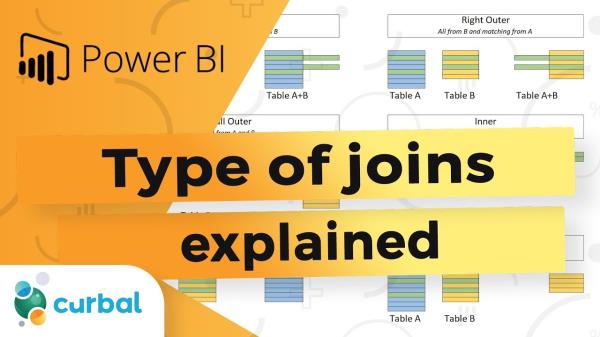 Power BI
Right Outer
B
All from B and matching from A
Table A+B
Table A
Table B
Table A+B
ull Outer
Inner
from A and B
Type of joins
explained
curbal
Table A
Table B